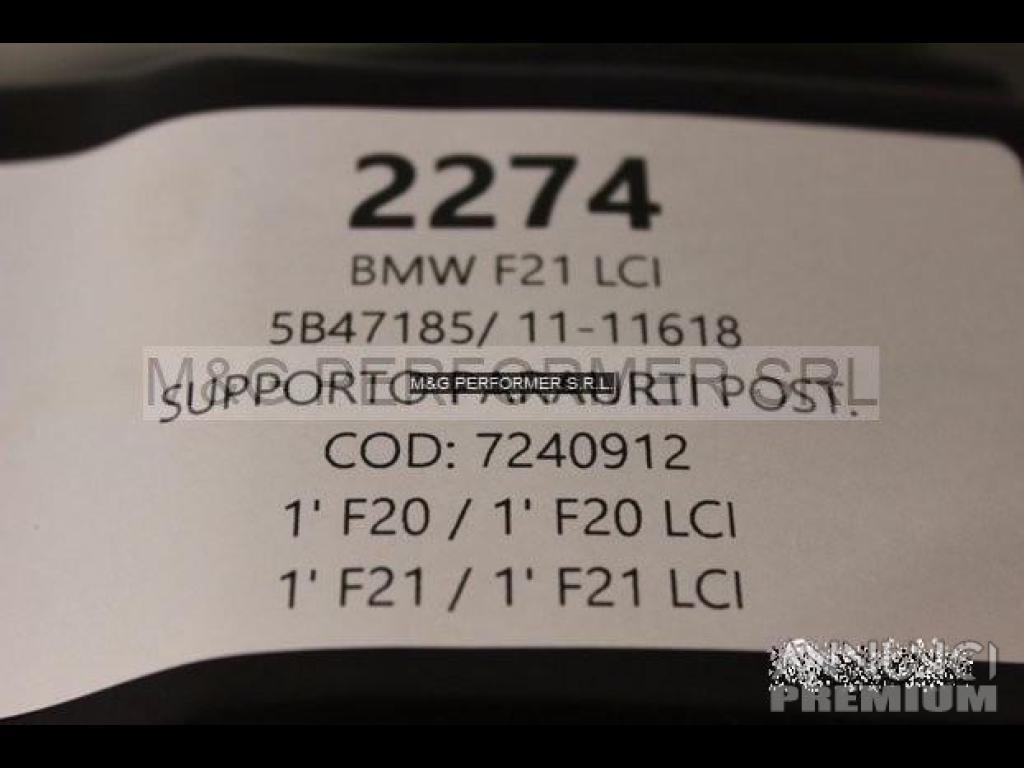 2274
BMW F21 LCI
5B47185/ 11-11618
M&G PERFORMER SRL
M&G PERFORMER S.R.L.
SUPPORTO PARAURTI POST.
COD: 7240912
1' F20 / 1' F20 LCI
1' F21 / 1' F21 LCI
ANNUNCI
PREMIUM